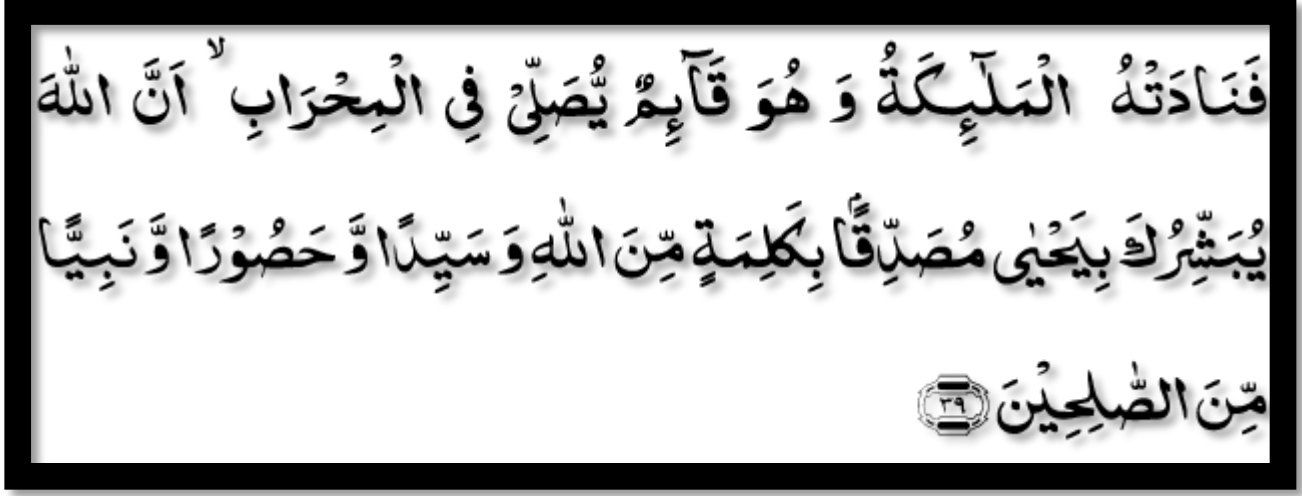 فَنَادَتْهُ الْمَلٰٓئِكَةُ وَ هُوَ قَآئِمٌ يُّصَلِّيْ فِي الْمِحْرَابِ ۙ اَنَّ اللّٰهَ
يُبَشِّرُكَ بِيَحْيٰى مُصَدِّقًۢا بِكَلِمَةٍ مِّنَ اللّٰهِ وَ سَيِّدًا وَّ حَصُوْرًا وَّ نَبِيًّا
مِّنَ الصّٰلِحِيْنَ ﴿٣٩﴾